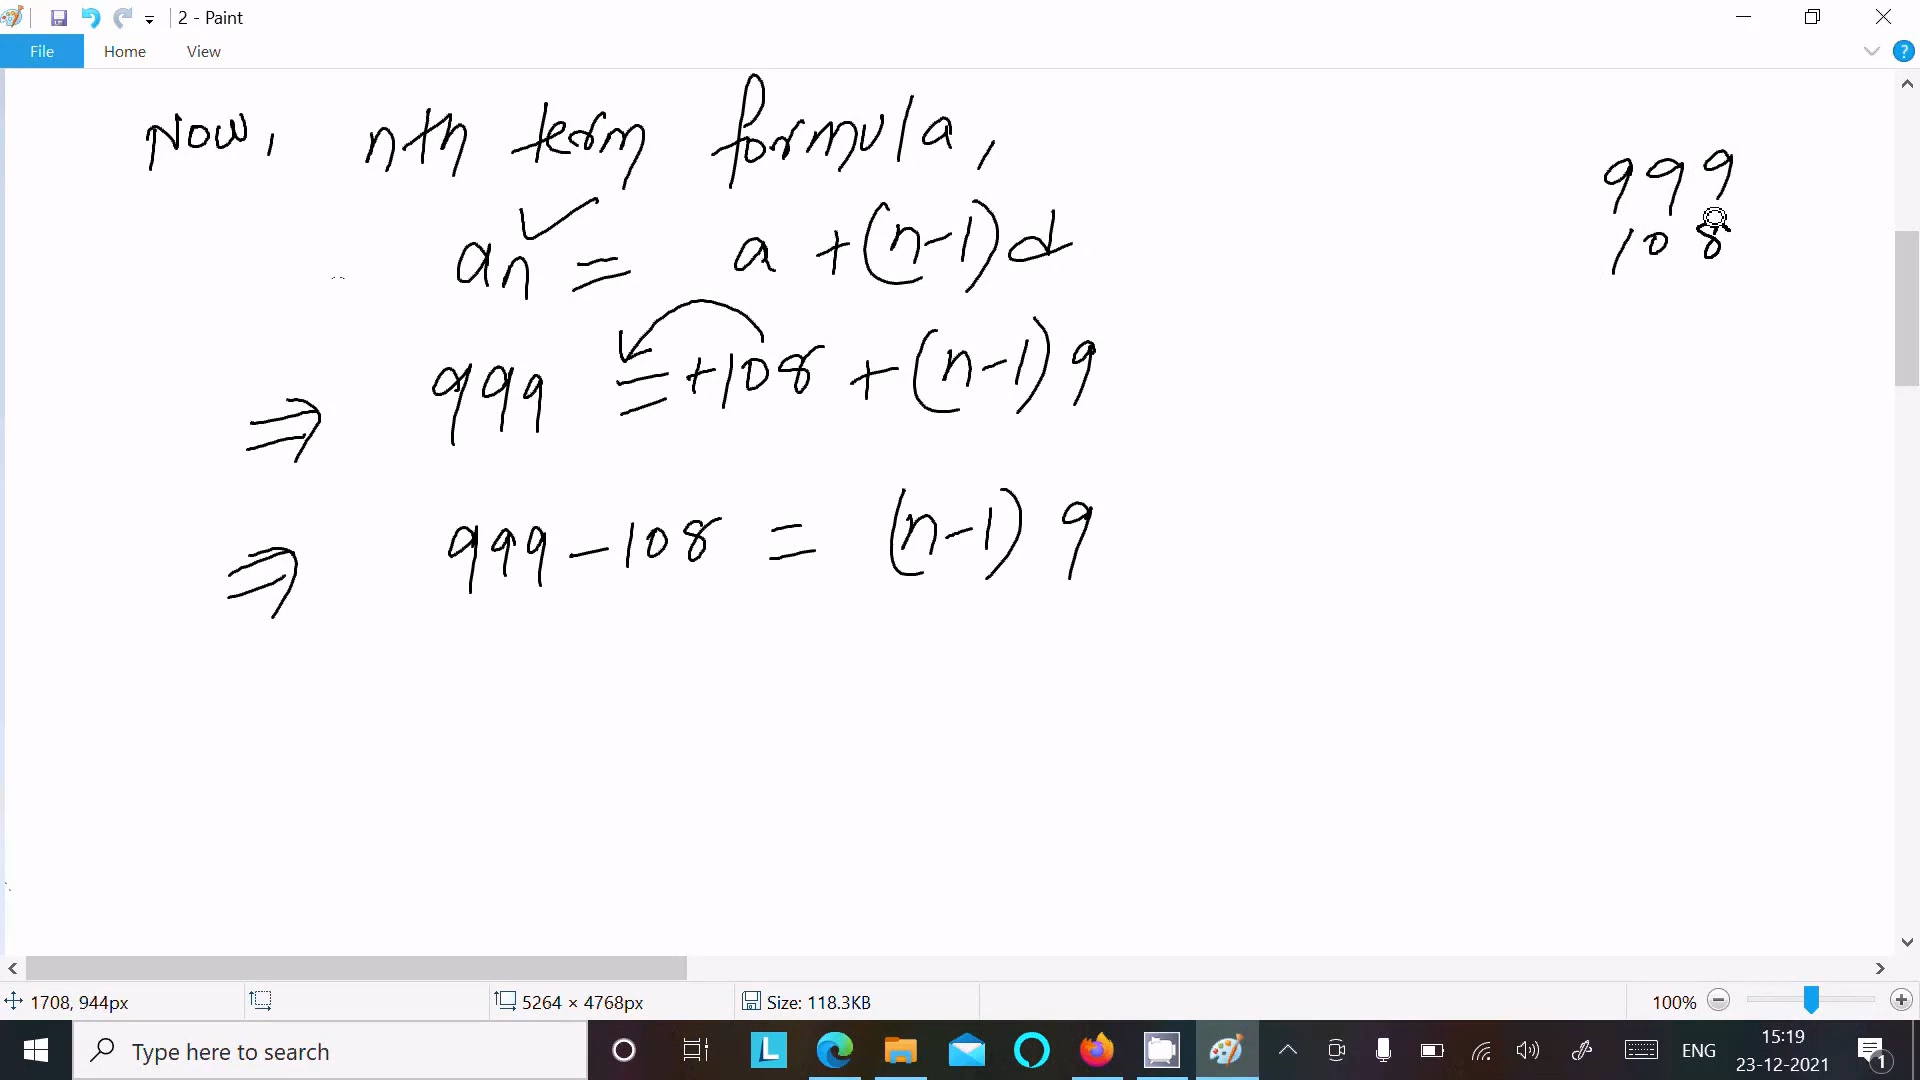 2 - Paint
File Home View
Now, nth term formula,
an = a + (n-1)d
⇒ 999 = +108 + (n-1) 9
⇒ 999 - 108 = (n-1) 9
999
108
1708, 944px 5264 × 4768px Size: 118.3KB 100%
Type here to search L ENG 15:19
23-12-2021 1